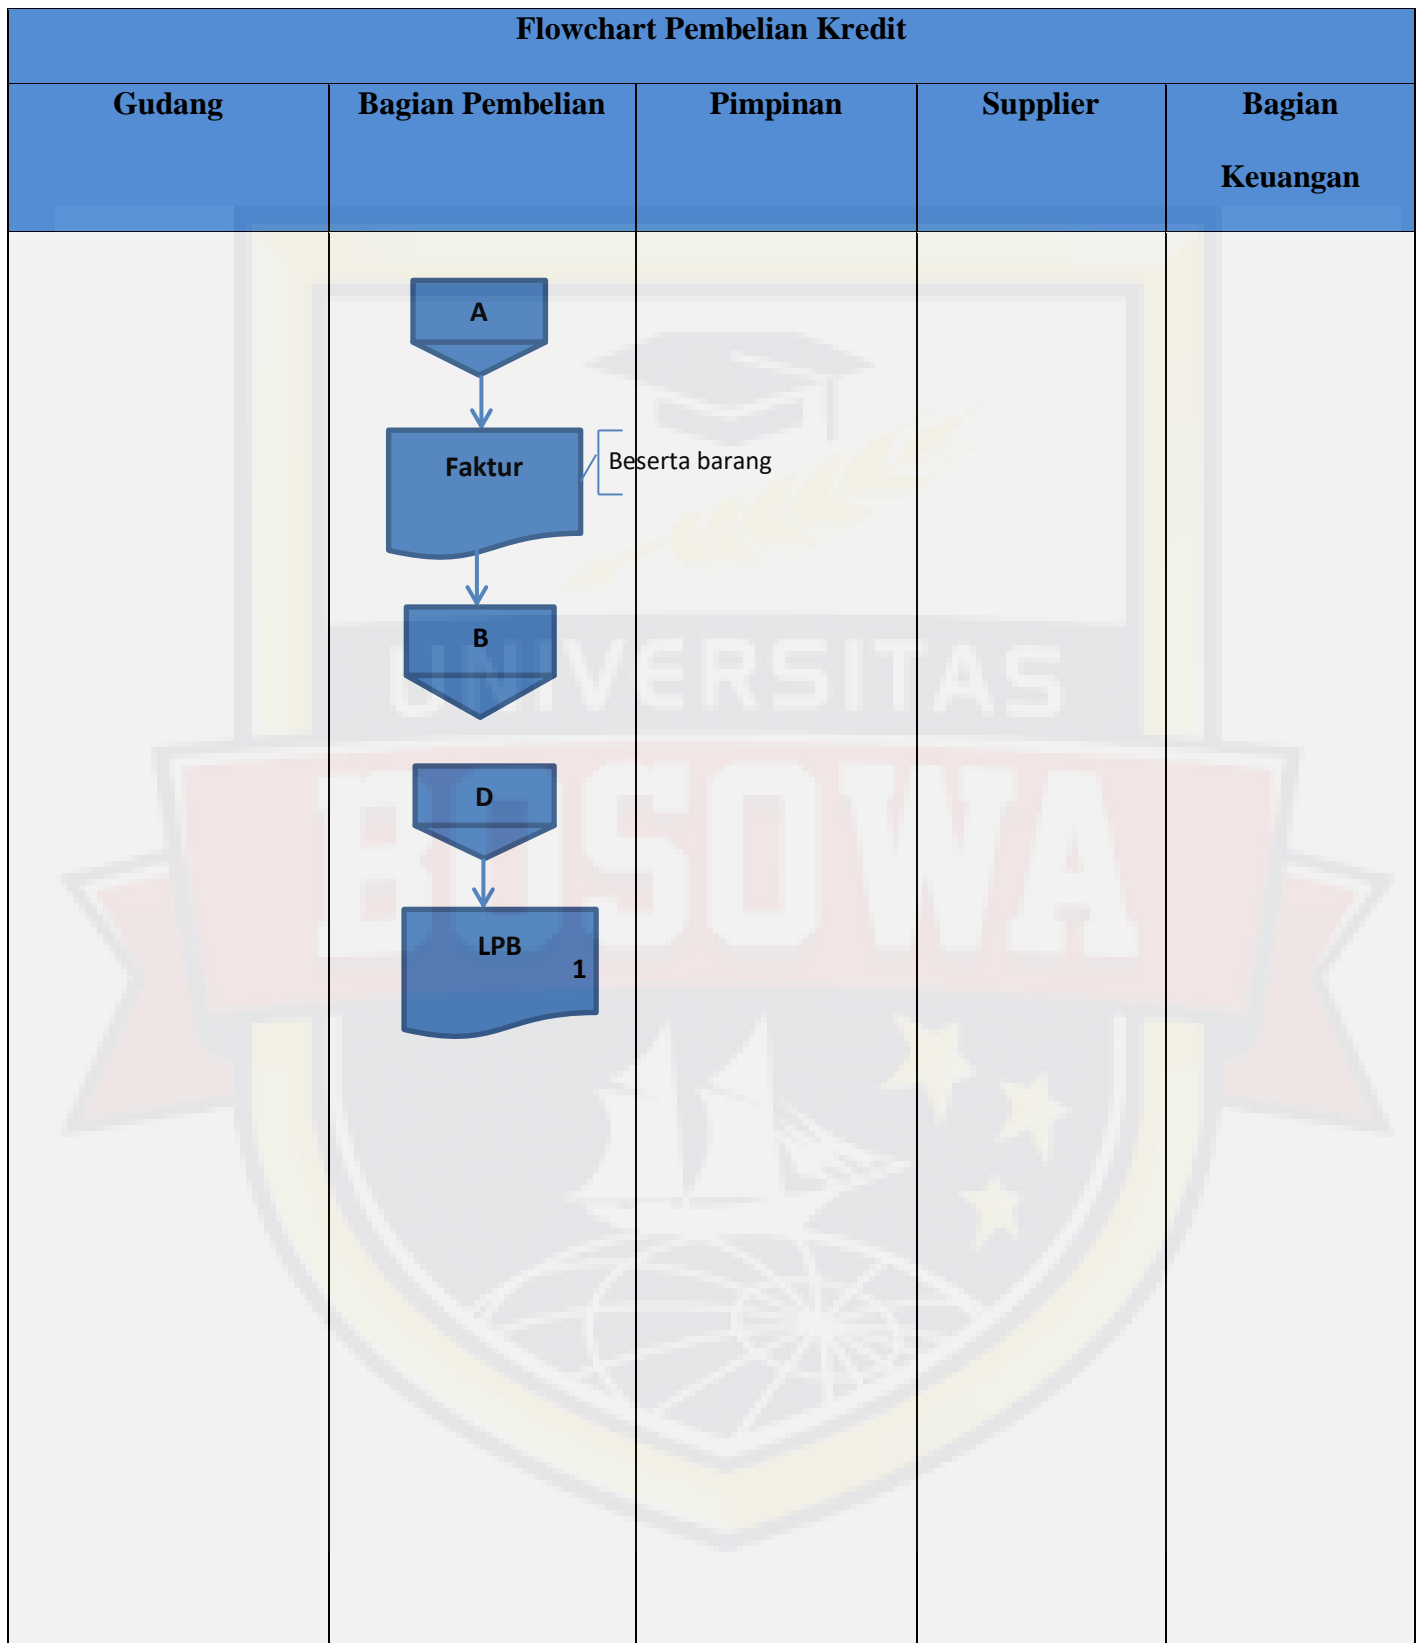 Flowchart Pembelian Kredit
Gudang
Bagian Pembelian
Pimpinan
Supplier
Bagian
Keuangan
A
Faktur
Beserta barang
B
UNIVERSITAS
D
BOSOWA
LPB
1